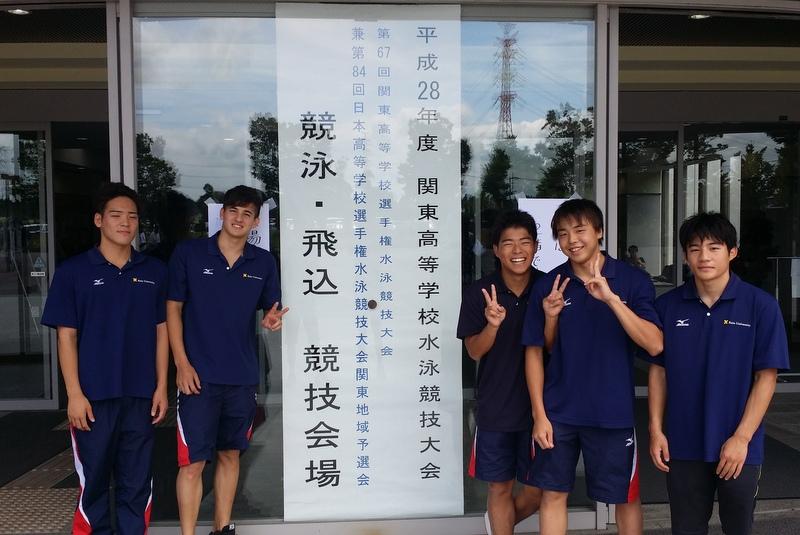 平成28年度 関東高等学校水泳競技大会
第67回関東高等学校選手権水泳競技大会
兼第84回日本高等学校選手権水泳競技大会関東地域予選会
競泳・飛込 競技会場
場